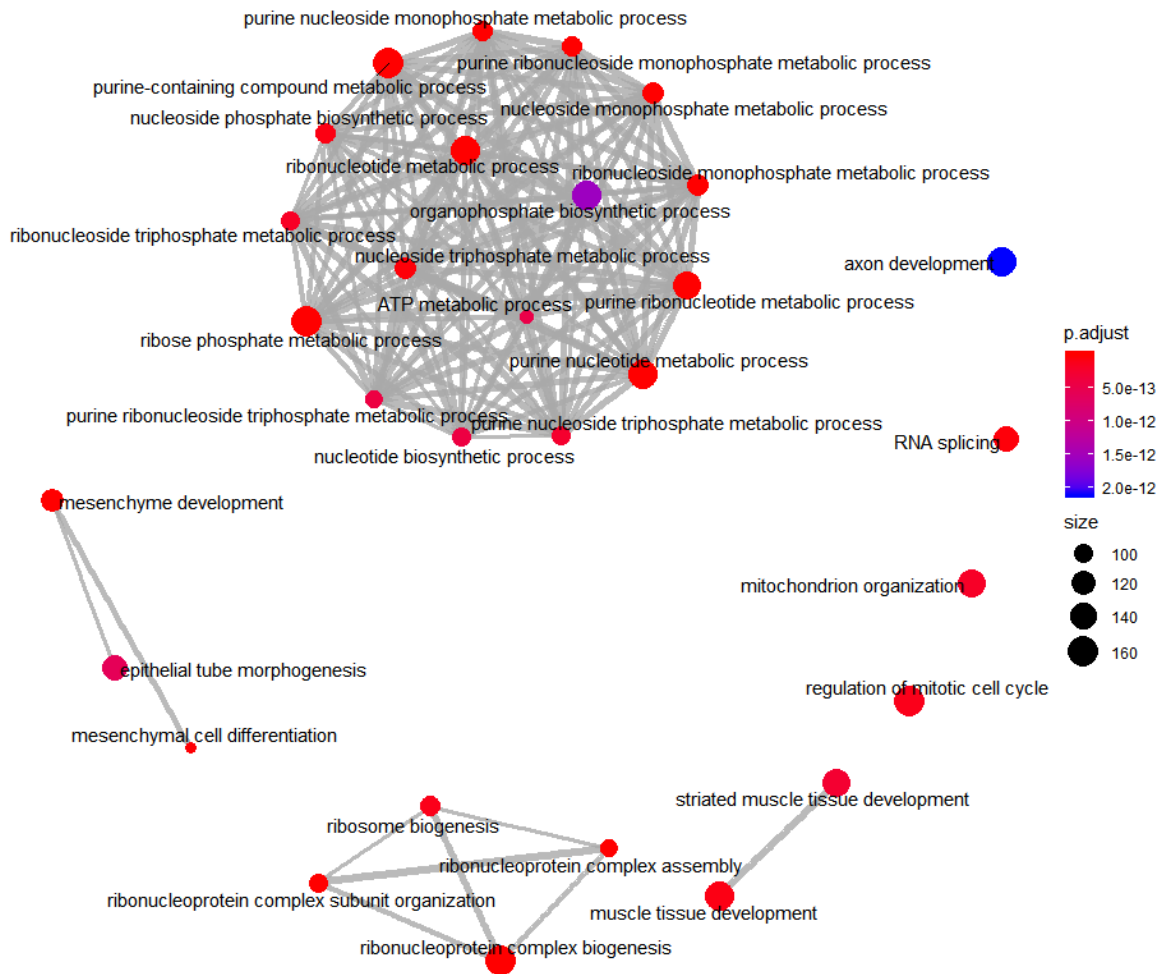 purine nucleoside monophosphate metabolic process
purine ribonucleoside monophosphate metabolic process
purine-containing compound metabolic process
nucleoside monophosphate metabolic process
nucleoside phosphate biosynthetic process
ribonucleotide metabolic process
ribonucleoside monophosphate metabolic process
organophosphate biosynthetic process
ribonucleoside triphosphate metabolic process
nucleoside triphosphate metabolic process
axon development
ATP metabolic process
purine ribonucleotide metabolic process
ribose phosphate metabolic process
purine nucleotide metabolic process
purine ribonucleoside triphosphate metabolic process
purine nucleoside triphosphate metabolic process
nucleotide biosynthetic process
RNA splicing
mesenchyme development
mitochondrion organization
epithelial tube morphogenesis
regulation of mitotic cell cycle
mesenchymal cell differentiation
striated muscle tissue development
ribosome biogenesis
ribonucleoprotein complex assembly
ribonucleoprotein complex subunit organization
muscle tissue development
ribonucleoprotein complex biogenesis
p.adjust
5.0e-13
1.0e-12
1.5e-12
2.0e-12
size
100
120
140
160